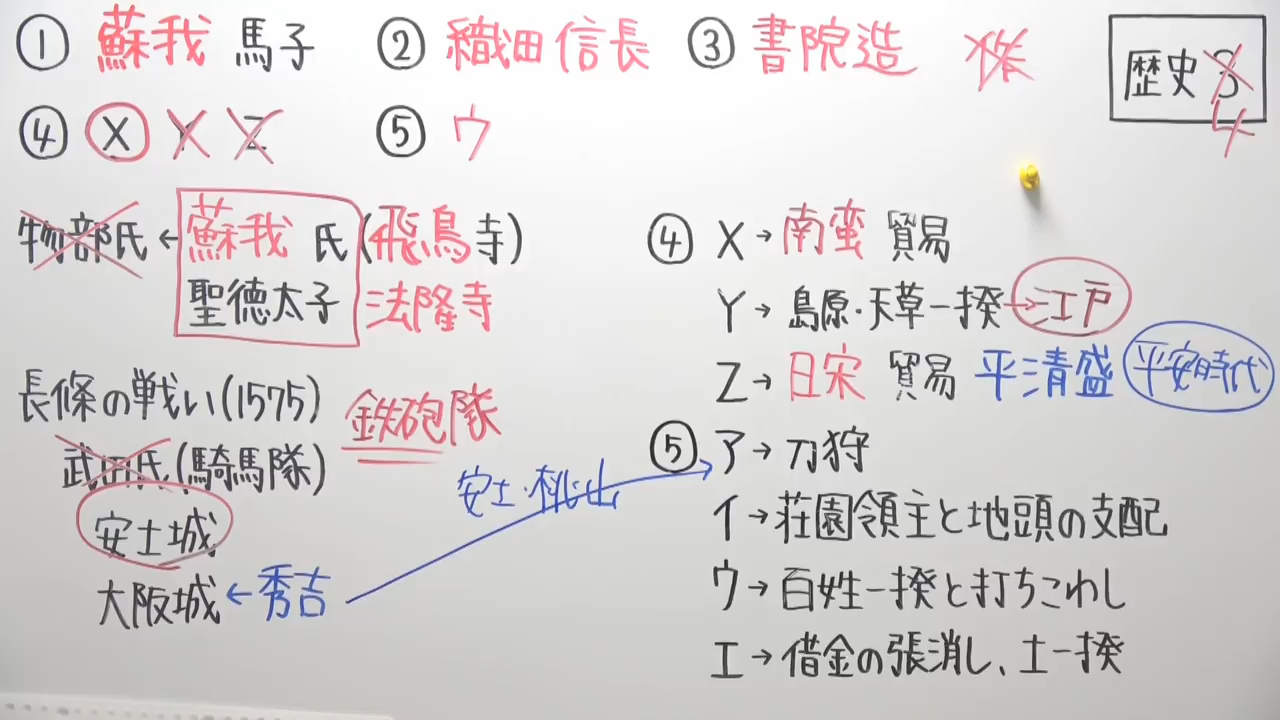 ① 蘇我 馬子 ② 織田信長 ③ 書院造
歴史 3
4
④ X Y Z ⑤ ウ
物部氏 ← 蘇我 氏 (飛鳥寺)
聖徳太子 法隆寺
長篠の戦い(1575) 鉄砲隊
武田氏(騎馬隊)
安土城
大阪城 ← 秀吉
安土・桃山
④ X → 南蛮 貿易
Y → 島原・天草一揆 → 江戸
Z → 日宋 貿易 平清盛 平安時代
⑤ ア → 刀狩
イ → 荘園領主と地頭の支配
ウ → 百姓一揆と打ちこわし
エ → 借金の張消し、土一揆